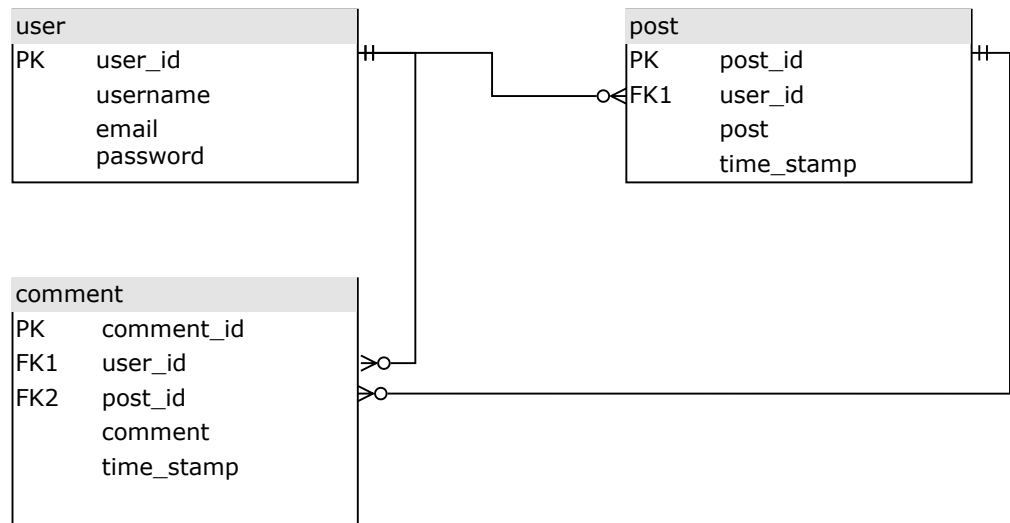 user
PK user_id
username
email
password
post
PK post_id
FK1 user_id
post
time_stamp
comment
PK comment_id
FK1 user_id
FK2 post_id
comment
time_stamp